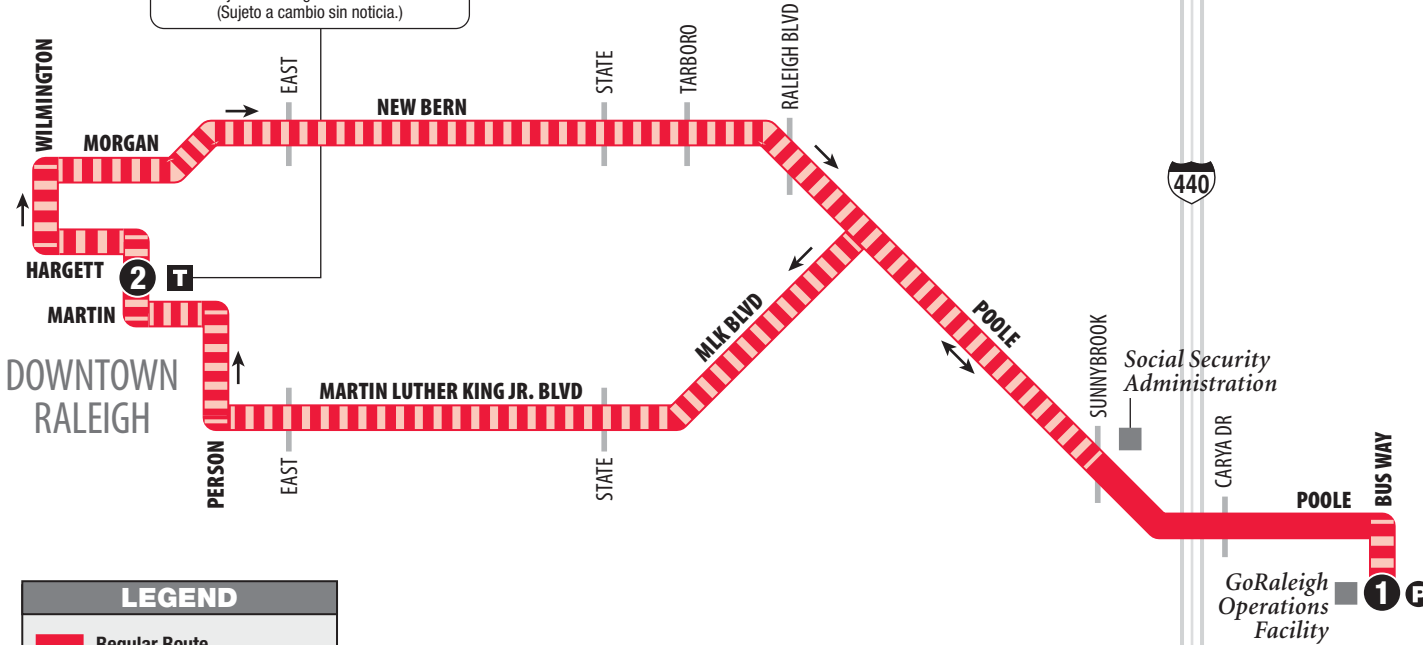 (Sujeto a cambio sin noticia.)
WILMINGTON
MORGAN
EAST
NEW BERN
STATE
TARBORO
RALEIGH BLVD
440
HARGETT
2
T
MARTIN
DOWNTOWN
RALEIGH
PERSON
MARTIN LUTHER KING JR. BLVD
EAST
STATE
MLK BLVD
POOLE
SUNNYBROOK
Social Security
Administration
CARYA DR
POOLE
BUS WAY
GoRaleigh
Operations
Facility
1
P
LEGEND
Regular Route